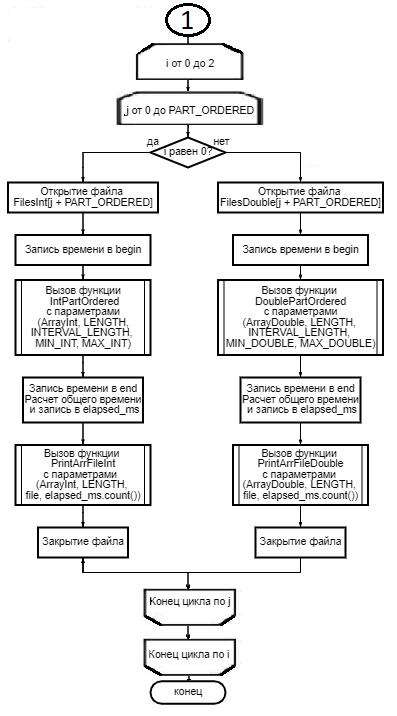 1
i от 0 до 2
j от 0 до PART_ORDERED
да
нет
i равен 0?
Открытие файла
FilesInt[j + PART_ORDERED]
Запись времени в begin
Вызов функции
IntPartOrdered
с параметрами
(ArrayInt, LENGTH,
INTERVAL_LENGTH,
MIN_INT, MAX_INT)
Запись времени в end
Расчет общего времени
и запись в elapsed_ms
Вызов функции
PrintArrFileInt
с параметрами
(ArrayInt, LENGTH,
file, elapsed_ms.count())
Закрытие файла
Открытие файла
FilesDouble[j + PART_ORDERED]
Запись времени в begin
Вызов функции
DoublePartOrdered
с параметрами
(ArrayDouble, LENGTH,
INTERVAL_LENGTH,
MIN_DOUBLE, MAX_DOUBLE)
Запись времени в end
Расчет общего времени
и запись в elapsed_ms
Вызов функции
PrintArrFileDouble
с параметрами
(ArrayDouble, LENGTH,
file, elapsed_ms.count())
Закрытие файла
Конец цикла по j
Конец цикла по i
конец